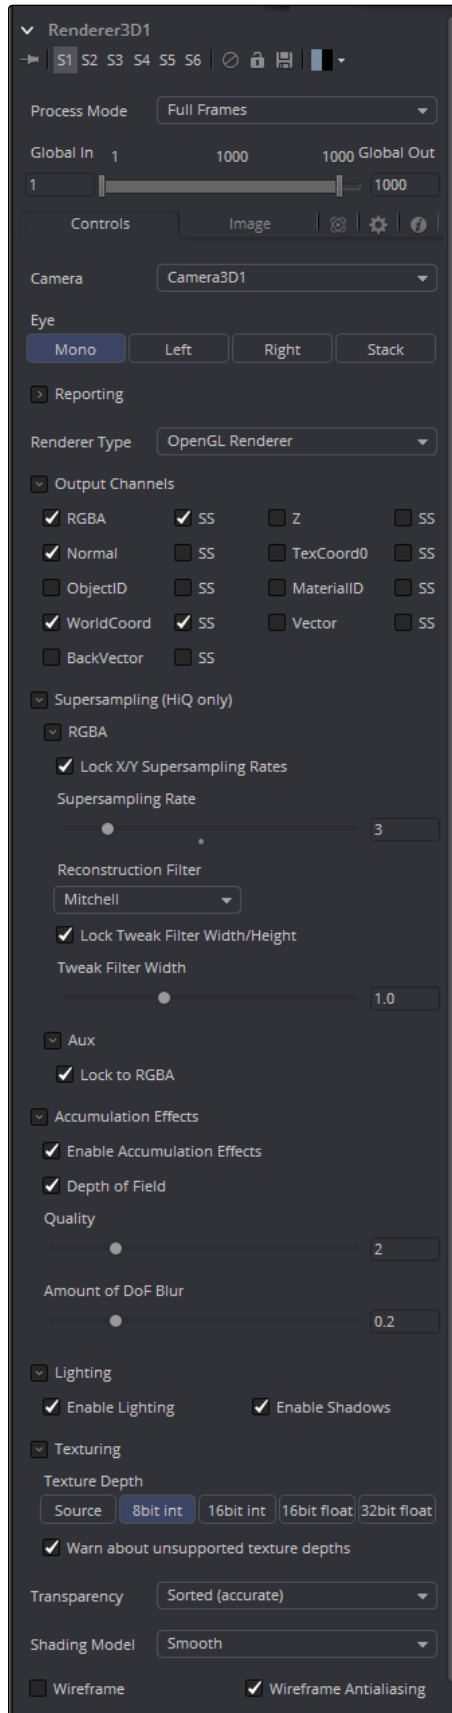 Renderer3D1
S1 S2 S3 S4 S5 S6
Process Mode Full Frames
Global In 1 1000 1000 Global Out
1 1000
Controls Image
Camera Camera3D1
Eye
Mono Left Right Stack
Reporting
Renderer Type OpenGL Renderer
Output Channels
RGBA SS Z SS
Normal SS TexCoord0 SS
ObjectID SS MaterialID SS
WorldCoord SS Vector SS
BackVector SS
Supersampling (HiQ only)
RGBA
Lock X/Y Supersampling Rates
Supersampling Rate
3
Reconstruction Filter
Mitchell
Lock Tweak Filter Width/Height
Tweak Filter Width
1.0
Aux
Lock to RGBA
Accumulation Effects
Enable Accumulation Effects
Depth of Field
Quality
2
Amount of DoF Blur
0.2
Lighting
Enable Lighting Enable Shadows
Texturing
Texture Depth
Source 8bit int 16bit int 16bit float 32bit float
Warn about unsupported texture depths
Transparency Sorted (accurate)
Shading Model Smooth
Wireframe Wireframe Antialiasing